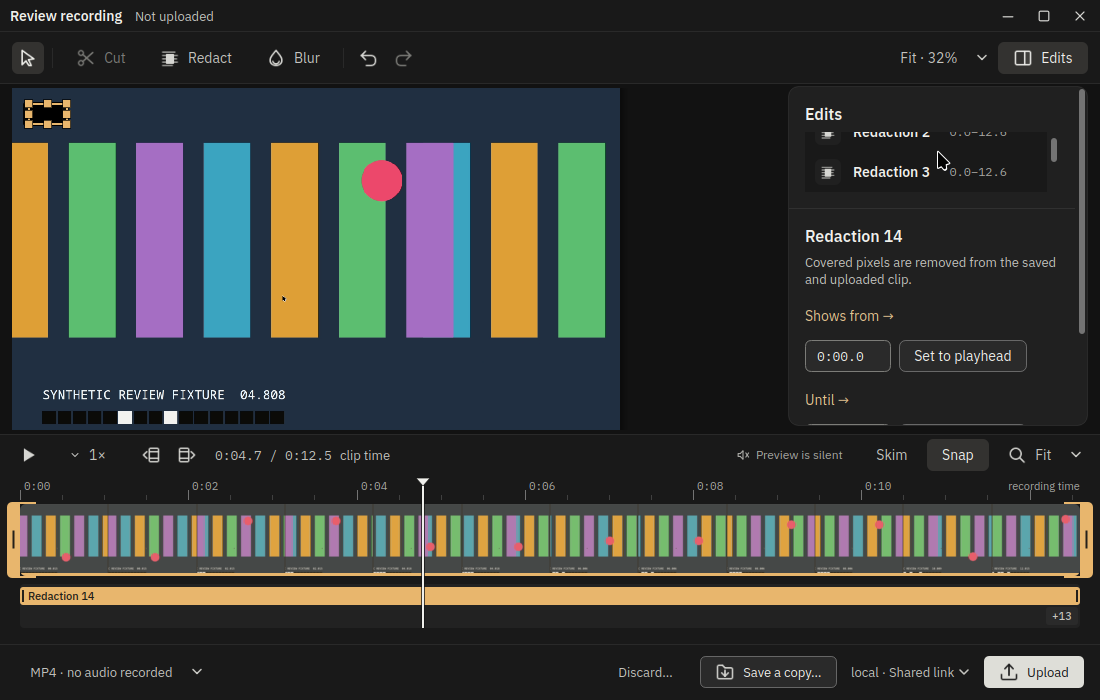 Review recording Not uploaded
Cut Redact Blur Fit · 32% Edits
Edits
Redaction 2 0.0–12.6
Redaction 3 0.0–12.6
Redaction 14
Covered pixels are removed from the saved
and uploaded clip.
Shows from →
0:00.0 Set to playhead
Until →
SYNTHETIC REVIEW FIXTURE 04.808
1× 0:04.7 / 0:12.5 clip time Preview is silent Skim Snap Fit
0:00 0:02 0:04 0:06 0:08 0:10 recording time
Redaction 14
+13
MP4 · no audio recorded Discard... Save a copy... local · Shared link Upload